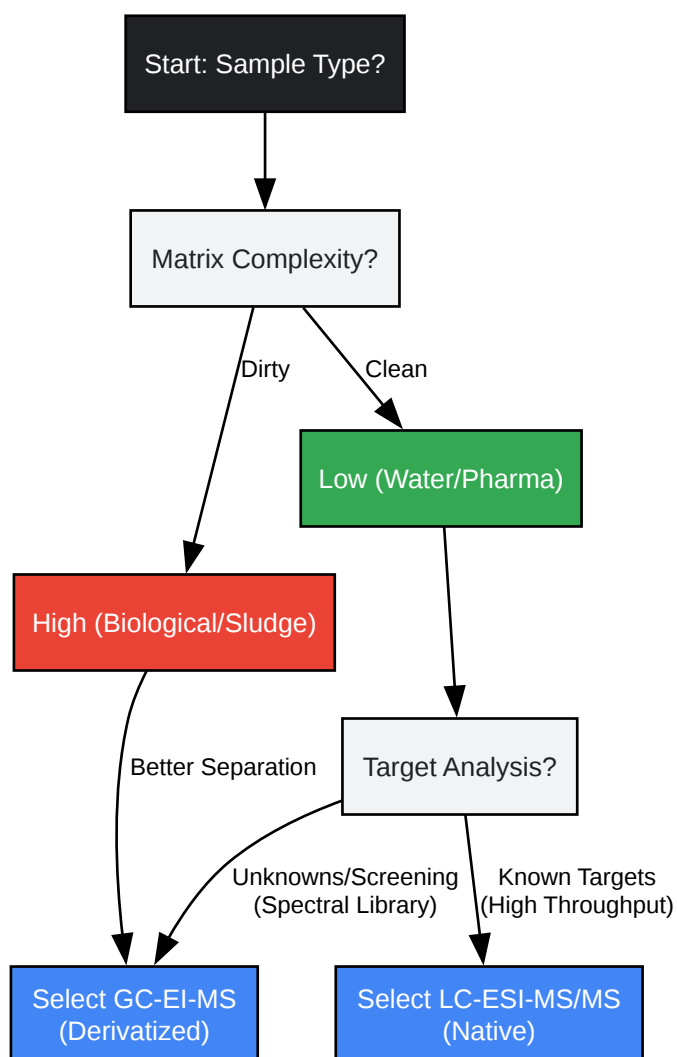 Start: Sample Type?
Matrix Complexity?
Dirty
Clean
Low (Water/Pharma)
High (Biological/Sludge)
Target Analysis?
Better Separation
Unknowns/Screening
(Spectral Library)
Known Targets
(High Throughput)
Select GC-EI-MS
(Derivatized)
Select LC-ESI-MS/MS
(Native)